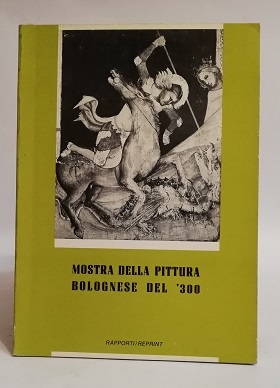 MOSTRA DELLA PITTURA
BOLOGNESE DEL '300
RAPPORTI/REPRINT